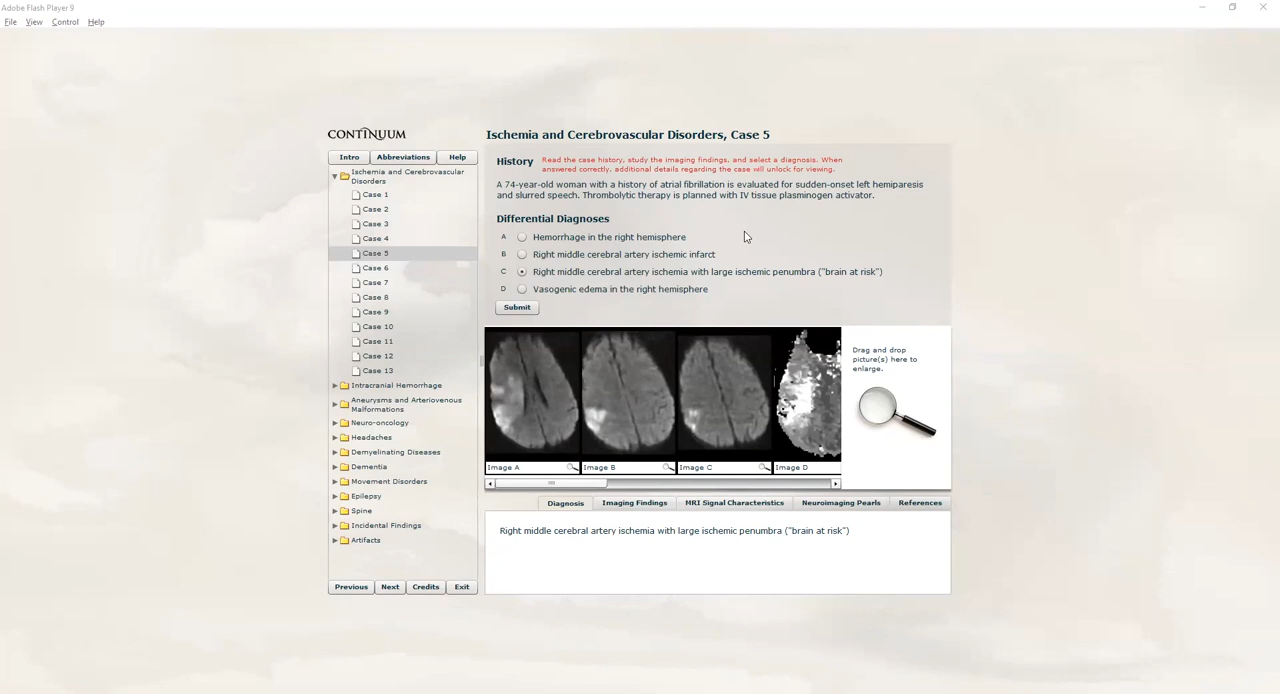 Adobe Flash Player 9
File View Control Help
CONTINUUM
Intro Abbreviations Help
Ischemia and Cerebrovascular
Disorders
Case 1
Case 2
Case 3
Case 4
Case 5
Case 6
Case 7
Case 8
Case 9
Case 10
Case 11
Case 12
Case 13
Intracranial Hemorrhage
Aneurysms and Arteriovenous
Malformations
Neuro-oncology
Headaches
Demyelinating Diseases
Dementia
Movement Disorders
Epilepsy
Spine
Incidental Findings
Artifacts
Previous Next Credits Exit
Ischemia and Cerebrovascular Disorders, Case 5
History Read the case history, study the imaging findings, and select a diagnosis. When
answered correctly, additional details regarding the case will unlock for viewing.
A 74-year-old woman with a history of atrial fibrillation is evaluated for sudden-onset left hemiparesis
and slurred speech. Thrombolytic therapy is planned with IV tissue plasminogen activator.
Differential Diagnoses
A Hemorrhage in the right hemisphere
B Right middle cerebral artery ischemic infarct
C Right middle cerebral artery ischemia with large ischemic penumbra ("brain at risk")
D Vasogenic edema in the right hemisphere
Submit
Drag and drop
picture(s) here to
enlarge.
Image A Image B Image C Image D
Diagnosis Imaging Findings MRI Signal Characteristics Neuroimaging Pearls References
Right middle cerebral artery ischemia with large ischemic penumbra ("brain at risk")